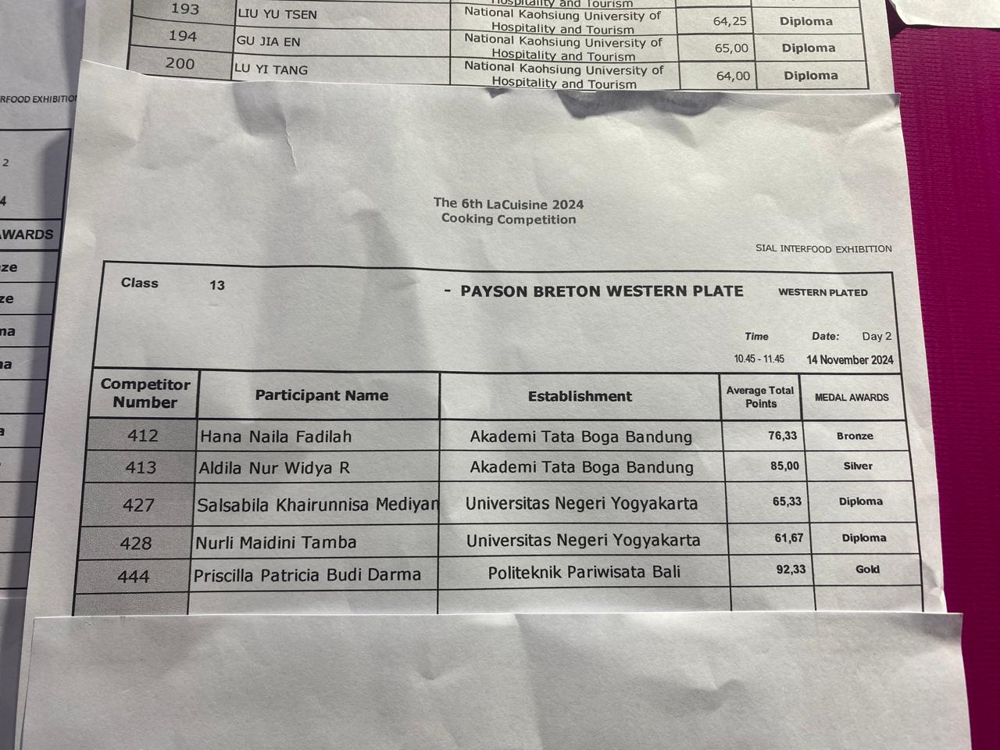 Hospitality and Tourism
193 LIU YU TSEN National Kaohsiung University of Hospitality and Tourism 64,25 Diploma
194 GU JIA EN National Kaohsiung University of Hospitality and Tourism 65,00 Diploma
200 LU YI TANG National Kaohsiung University of Hospitality and Tourism 64,00 Diploma
RFOOD EXHIBITIO
2
4
AWARDS
ze
ze
ma
na
a
The 6th LaCuisine 2024
Cooking Competition
SIAL INTERFOOD EXHIBITION
Class 13 - PAYSON BRETON WESTERN PLATE WESTERN PLATED
Time Date: Day 2
10.45 - 11.45 14 November 2024
Competitor Number Participant Name Establishment Average Total Points MEDAL AWARDS
412 Hana Naila Fadilah Akademi Tata Boga Bandung 76,33 Bronze
413 Aldila Nur Widya R Akademi Tata Boga Bandung 85,00 Silver
427 Salsabila Khairunnisa Mediyan Universitas Negeri Yogyakarta 65,33 Diploma
428 Nurli Maidini Tamba Universitas Negeri Yogyakarta 61,67 Diploma
444 Priscilla Patricia Budi Darma Politeknik Pariwisata Bali 92,33 Gold